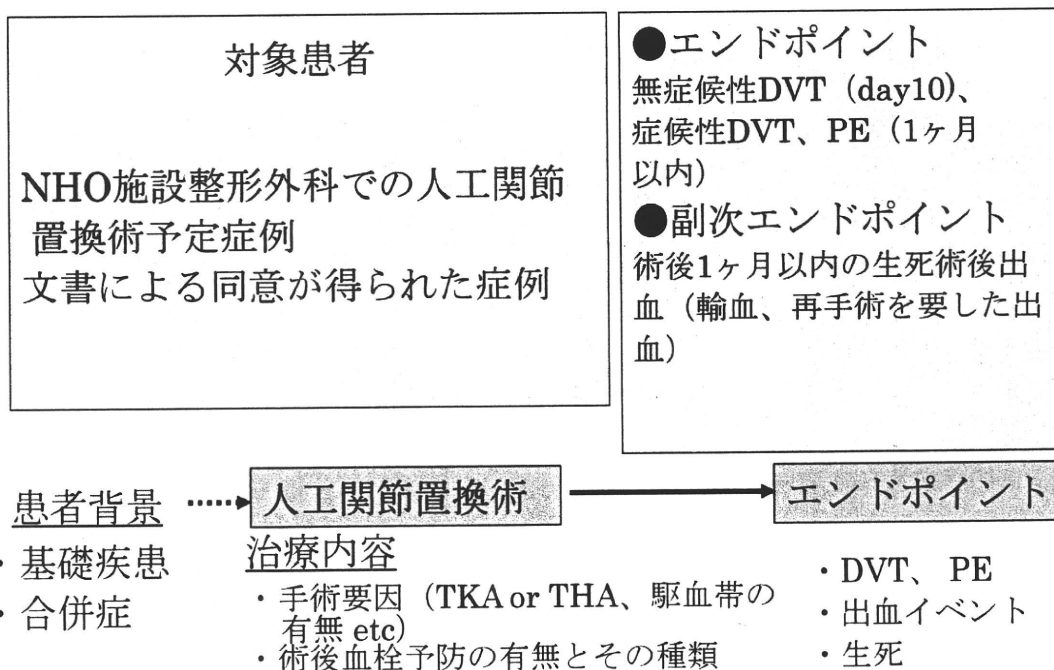 対象患者
NHO施設整形外科での人工関節
置換術予定症例
文書による同意が得られた症例
●エンドポイント
無症候性DVT（day10)、
症候性DVT、PE（1ヶ月
以内）
●副次エンドポイント
術後1ヶ月以内の生死術後出
血（輸血、再手術を要した出
血）
患者背景
・基礎疾患
・合併症
人工関節置換術
治療内容
・手術要因（TKA or THA、駆血帯の
有無 etc）
・術後血栓予防の有無とその種類
エンドポイント
・DVT、 PE
・出血イベント
・生死